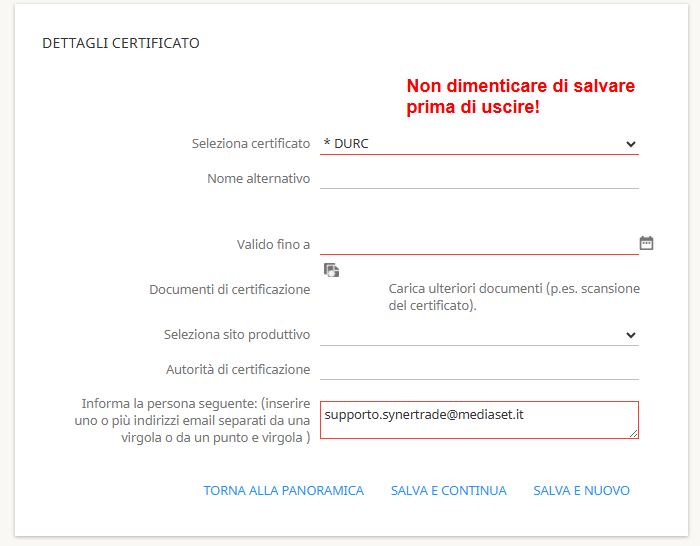 DETTAGLI CERTIFICATO
Non dimenticare di salvare
prima di uscire!
Seleziona certificato * DURC
Nome alternativo
Valido fino a
Documenti di certificazione Carica ulteriori documenti (p.es. scansione
del certificato).
Seleziona sito produttivo
Autorità di certificazione
Informa la persona seguente: (inserire
uno o più indirizzi email separati da una
virgola o da un punto e virgola )
supporto.synertrade@mediaset.it
TORNA ALLA PANORAMICA SALVA E CONTINUA SALVA E NUOVO